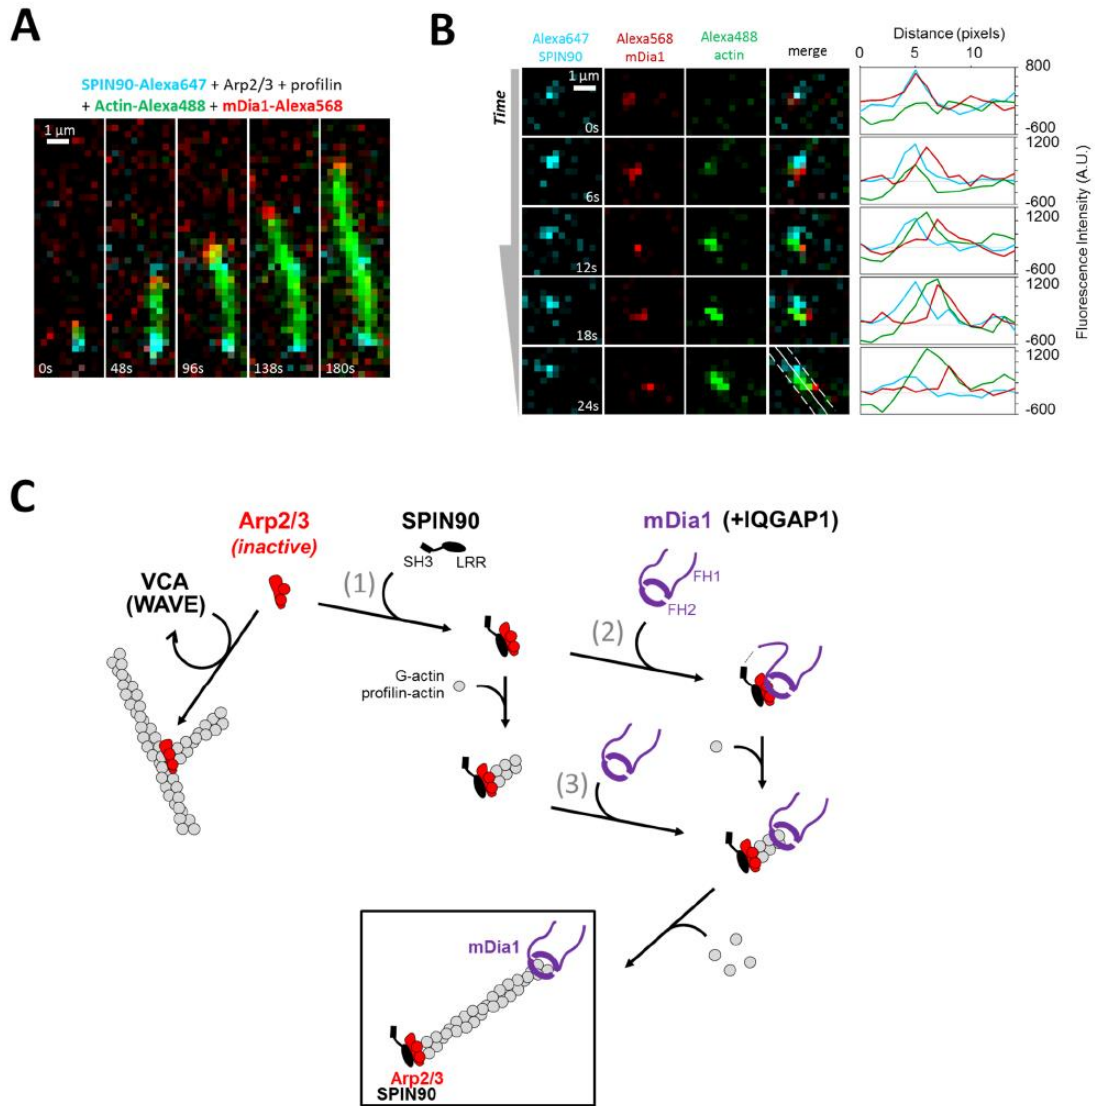 A
SPIN90-Alexa647 + Arp2/3 + profilin
+ Actin-Alexa488 + mDia1-Alexa568
1 µm
0s
48s
96s
138s
180s
B
Alexa647
SPIN90
Alexa568
mDia1
Alexa488
actin
merge
Distance (pixels)
0
5
10
Time
1 µm
1 µm
0s
6s
12s
18s
24s
800
-600
1200
-600
1200
-600
1200
-600
1200
-600
Fluorescence Intensity (A.U.)
C
Arp2/3
(inactive)
SPIN90
SH3
LRR
mDia1 (+IQGAP1)
FH1
FH2
VCA
(WAVE)
(1)
(2)
G-actin
profilin-actin
(3)
mDia1
Arp2/3
SPIN90